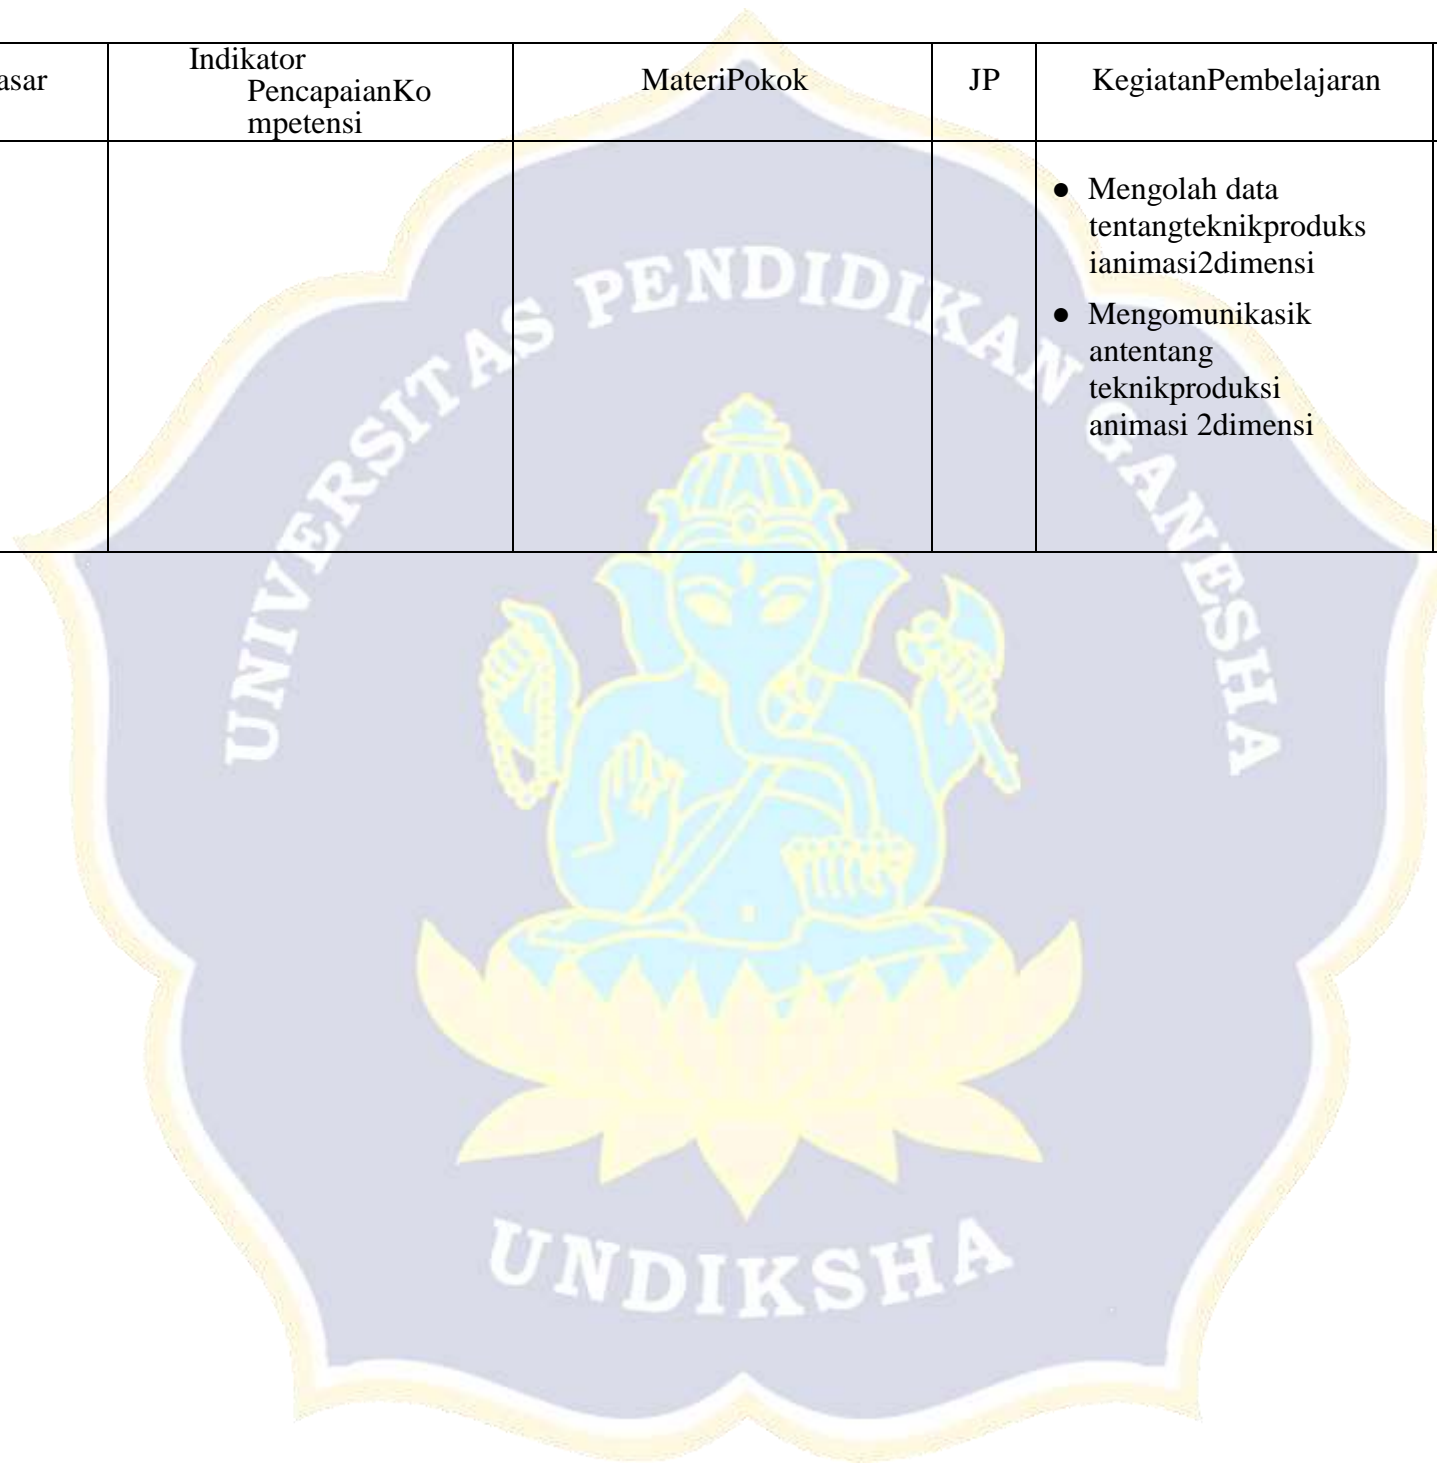 asar
Indikator
PencapaianKo
mpetensi
MateriPokok
JP
KegiatanPembelajaran
● Mengolah data
tentangteknikproduks
ianimasi2dimensi
● Mengomunikasik
antentang
teknikproduksi
animasi 2dimensi
UNIVERSITAS PENDIDIKAN GANESHA
UNDIKSHA